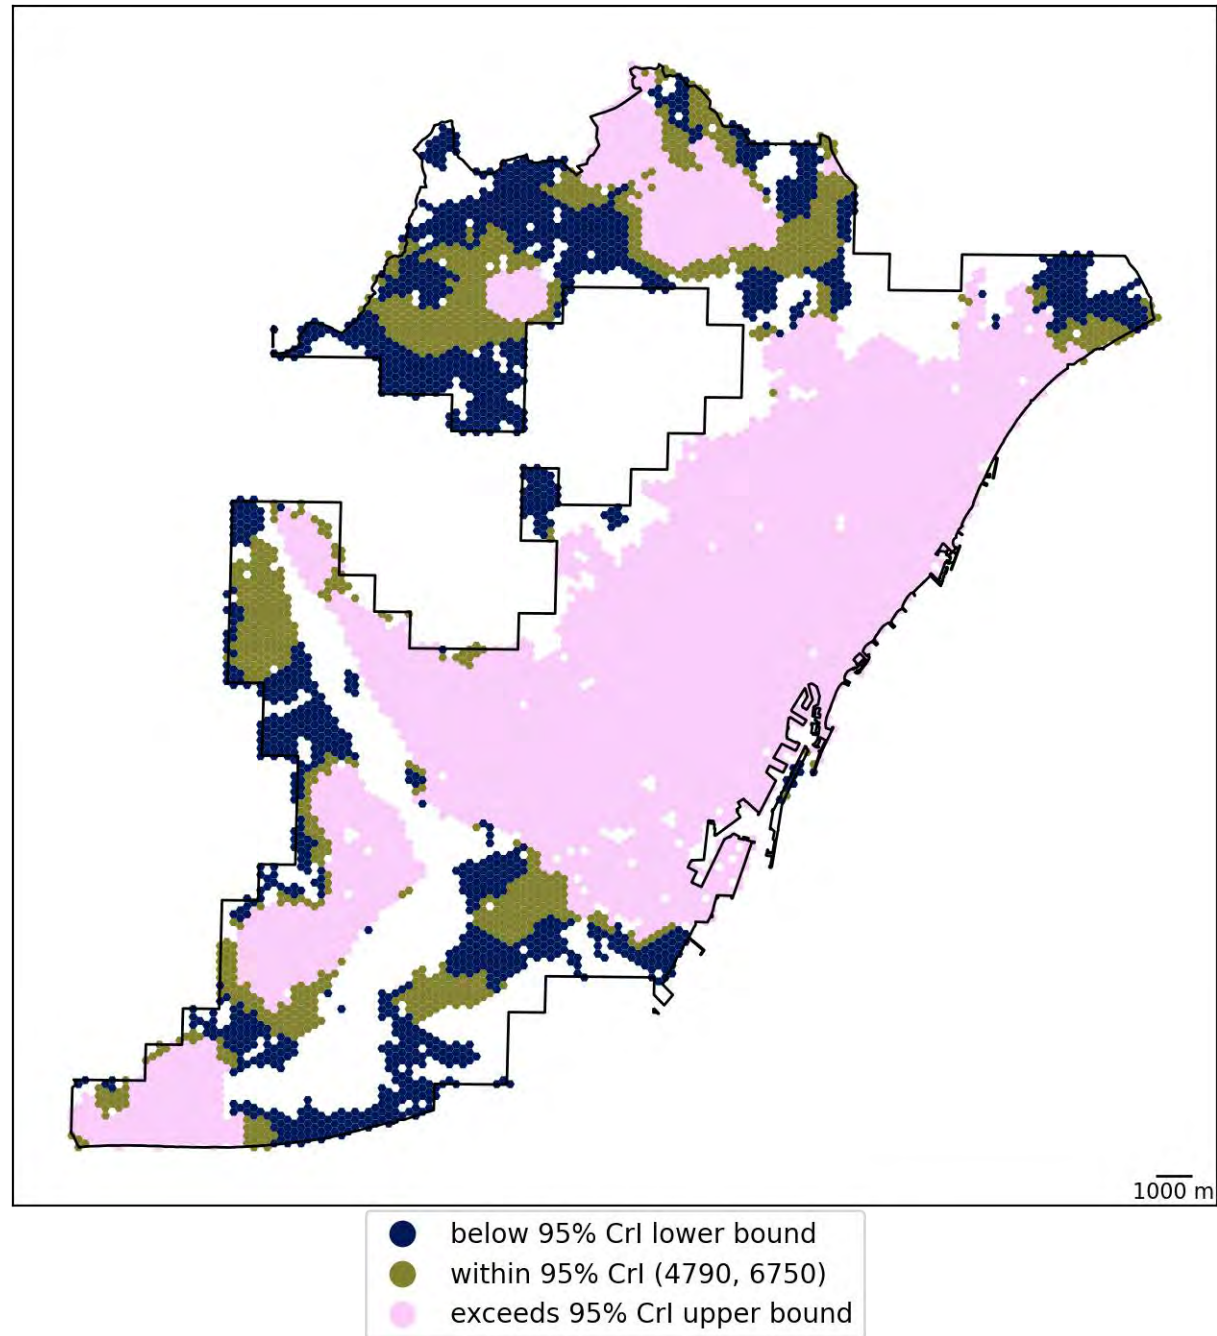 1000 m
below 95% CrI lower bound
within 95% CrI (4790, 6750)
exceeds 95% CrI upper bound